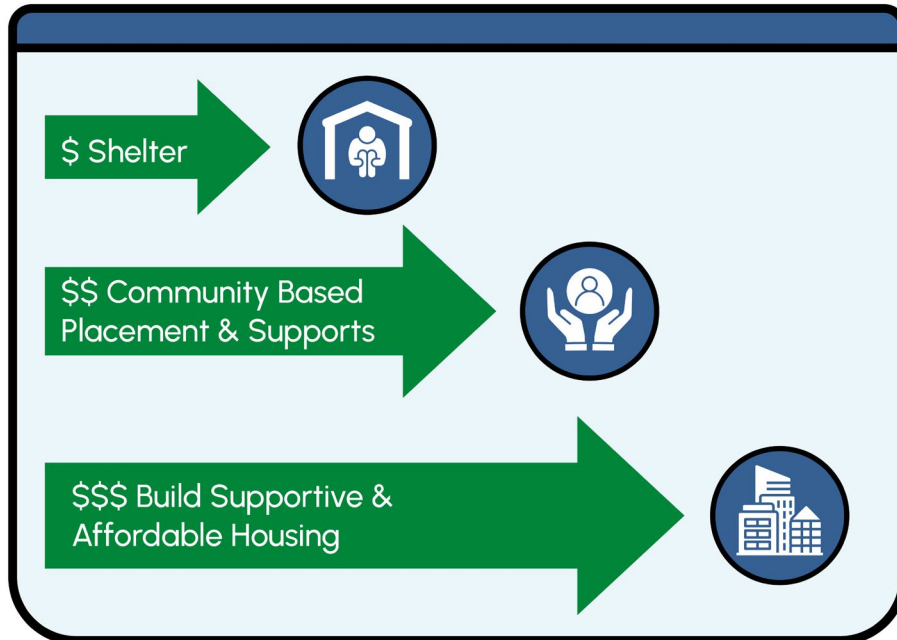 $ Shelter
$$ Community Based
Placement & Supports
$$$ Build Supportive &
Affordable Housing